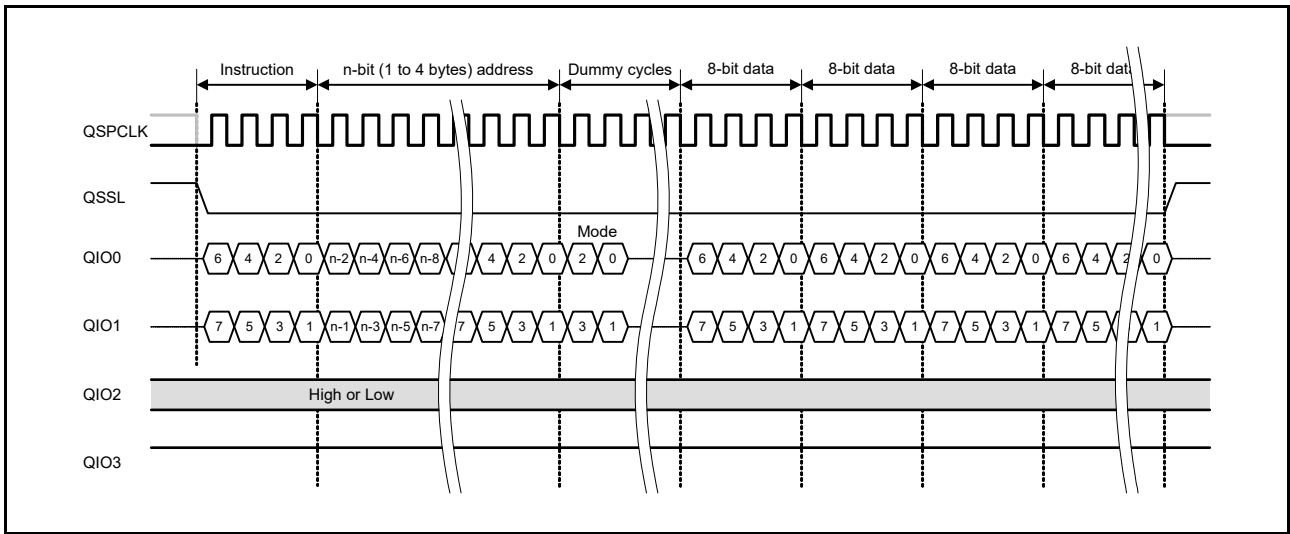 Instruction n-bit (1 to 4 bytes) address Dummy cycles 8-bit data 8-bit data 8-bit data 8-bit data
QSPCLK
QSSL
Mode
QIO0 6 4 2 0 n-2 n-4 n-6 n-8 4 2 0 2 0 6 4 2 0 6 4 2 0 6 4 2 0 6 4 2 0
QIO1 7 5 3 1 n-1 n-3 n-5 n-7 7 5 3 1 3 1 7 5 3 1 7 5 3 1 7 5 3 1 7 5 1
QIO2 High or Low
QIO3